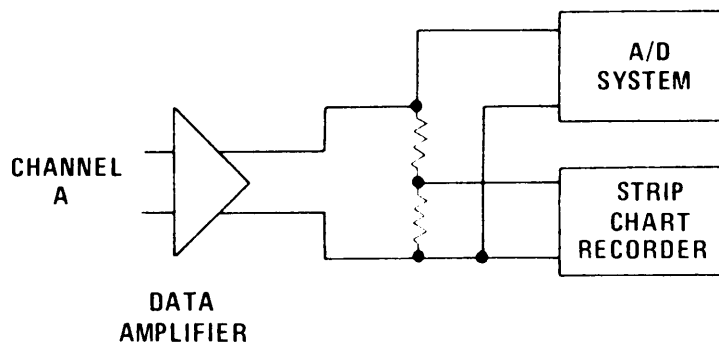 A/D
SYSTEM
CHANNEL
A
STRIP
CHART
RECORDER
DATA
AMPLIFIER